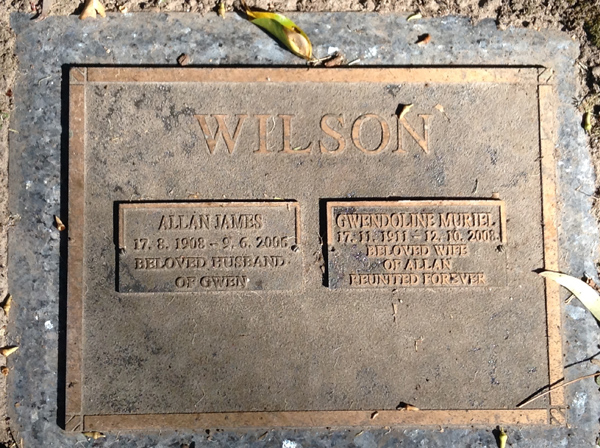 WILSON
ALLAN JAMES
17. 8. 1908 - 9. 6. 2005
BELOVED HUSBAND
OF GWEN
GWENDOLINE MURIEL
17. 11. 1911 - 12. 10. 2008
BELOVED WIFE
OF ALLAN
REUNITED FOREVER